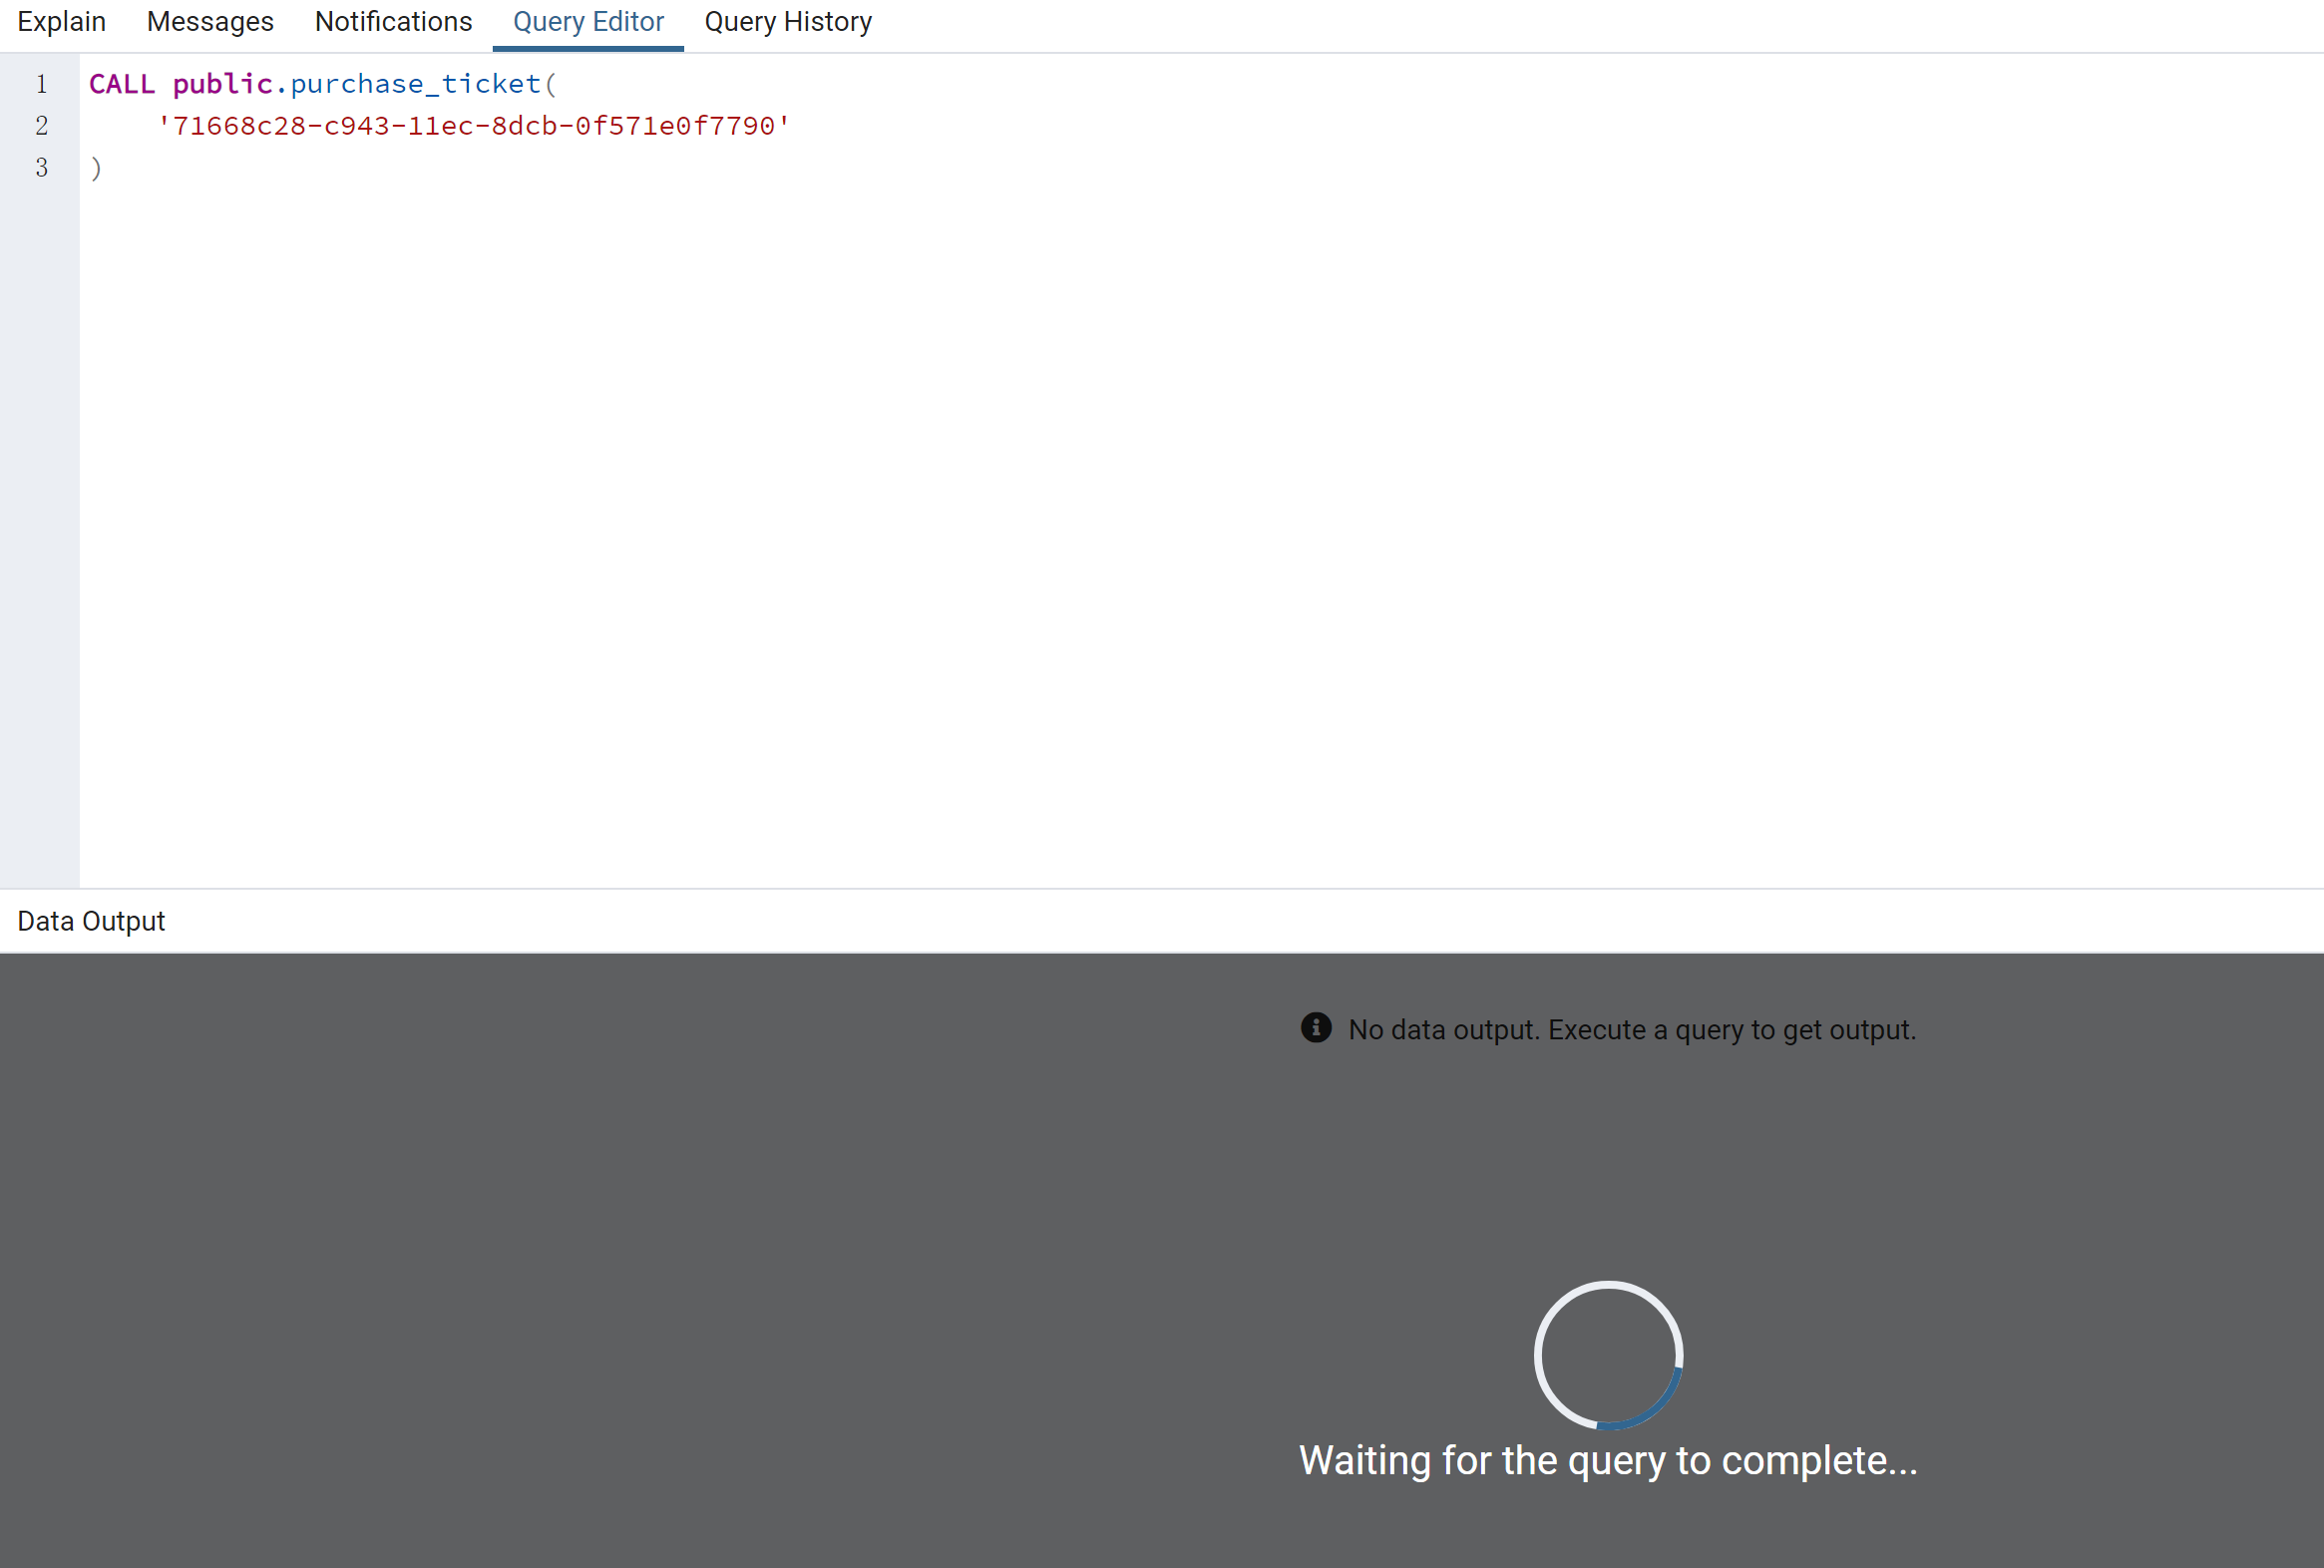 Explain Messages Notifications Query Editor Query History
1 CALL public.purchase_ticket(
2 '71668c28-c943-11ec-8dcb-0f571e0f7790'
3 )
Data Output
No data output. Execute a query to get output.
Waiting for the query to complete...